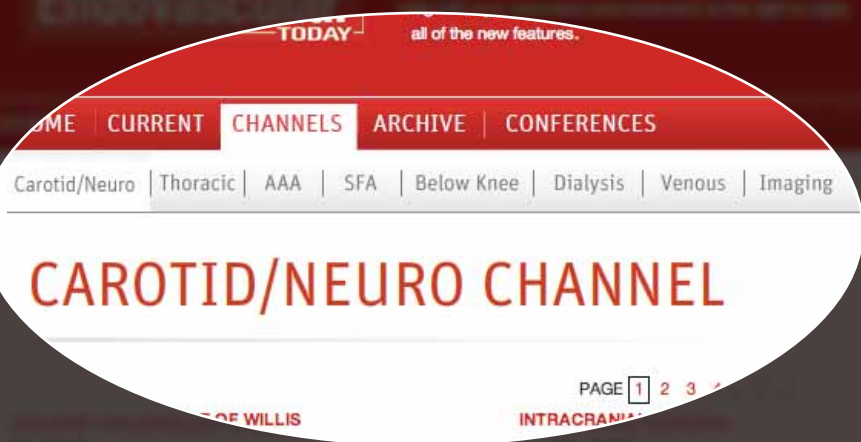 Endovascular
TODAY
all of the new features.
CURRENT CHANNELS ARCHIVE CONFERENCES
Carotid/Neuro Thoracic AAA SFA Below Knee Dialysis Venous Imaging
CAROTID/NEURO CHANNEL
PAGE 1 2 3
OF WILLIS